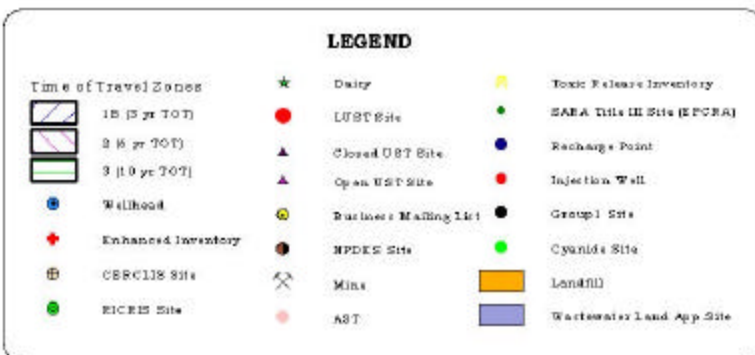 LEGEND
Time of Travel Zones
1B (3 yr TOT)
2 (6 yr TOT)
3 (10 yr TOT)
Wellhead
Enhanced Inventory
CERCLIS Site
RICRIS Site
Dairy
LUST Site
Closed UST Site
Open UST Site
Business Mailing List
NPDES Site
Mine
AST
Toxic Release Inventory
SARA Title III Site (EPCRA)
Recharge Point
Injection Well
Group1 Site
Cyanide Site
Landfill
Wastewater Land App. Site